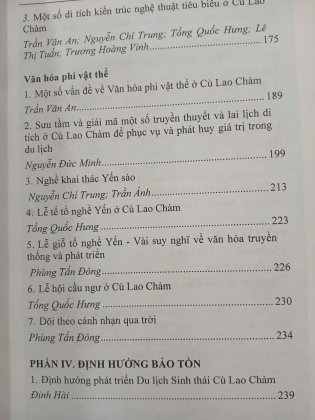 3. Một số di tích kiến trúc nghệ thuật tiêu biểu ở Cù Lao
Chàm
Trần Văn An; Nguyễn Chí Trung; Tống Quốc Hưng; Lê
Thị Tuấn; Trương Hoàng Vinh...............................175
Văn hóa phi vật thể
1. Một số vấn đề về Văn hóa phi vật thể ở Cù Lao Chàm
Trần Văn An...............................189
2. Sưu tầm và giải mã một số truyền thuyết và lai lịch di
tích ở Cù Lao Chàm để phục vụ và phát huy giá trị trong
du lịch
Nguyễn Đức Minh...............................199
3. Nghề khai thác Yến sào
Nguyễn Chí Trung; Trần Ánh...............................213
4. Lễ tế tổ nghề Yến ở Cù Lao Chàm
Tống Quốc Hưng...............................223
5. Lễ giỗ tổ nghề Yến - Vài suy nghĩ về văn hóa truyền
thống và phát triển
Phùng Tấn Đông...............................226
6. Lễ hội cầu ngư ở Cù Lao Chàm
Tống Quốc Hưng...............................230
7. Dõi theo cánh nhạn qua trời
Phùng Tấn Đông...............................234
PHẦN IV. ĐỊNH HƯỚNG BẢO TỒN
1. Định hướng phát triển Du lịch Sinh thái Cù Lao Chàm
Đinh Hài...............................239